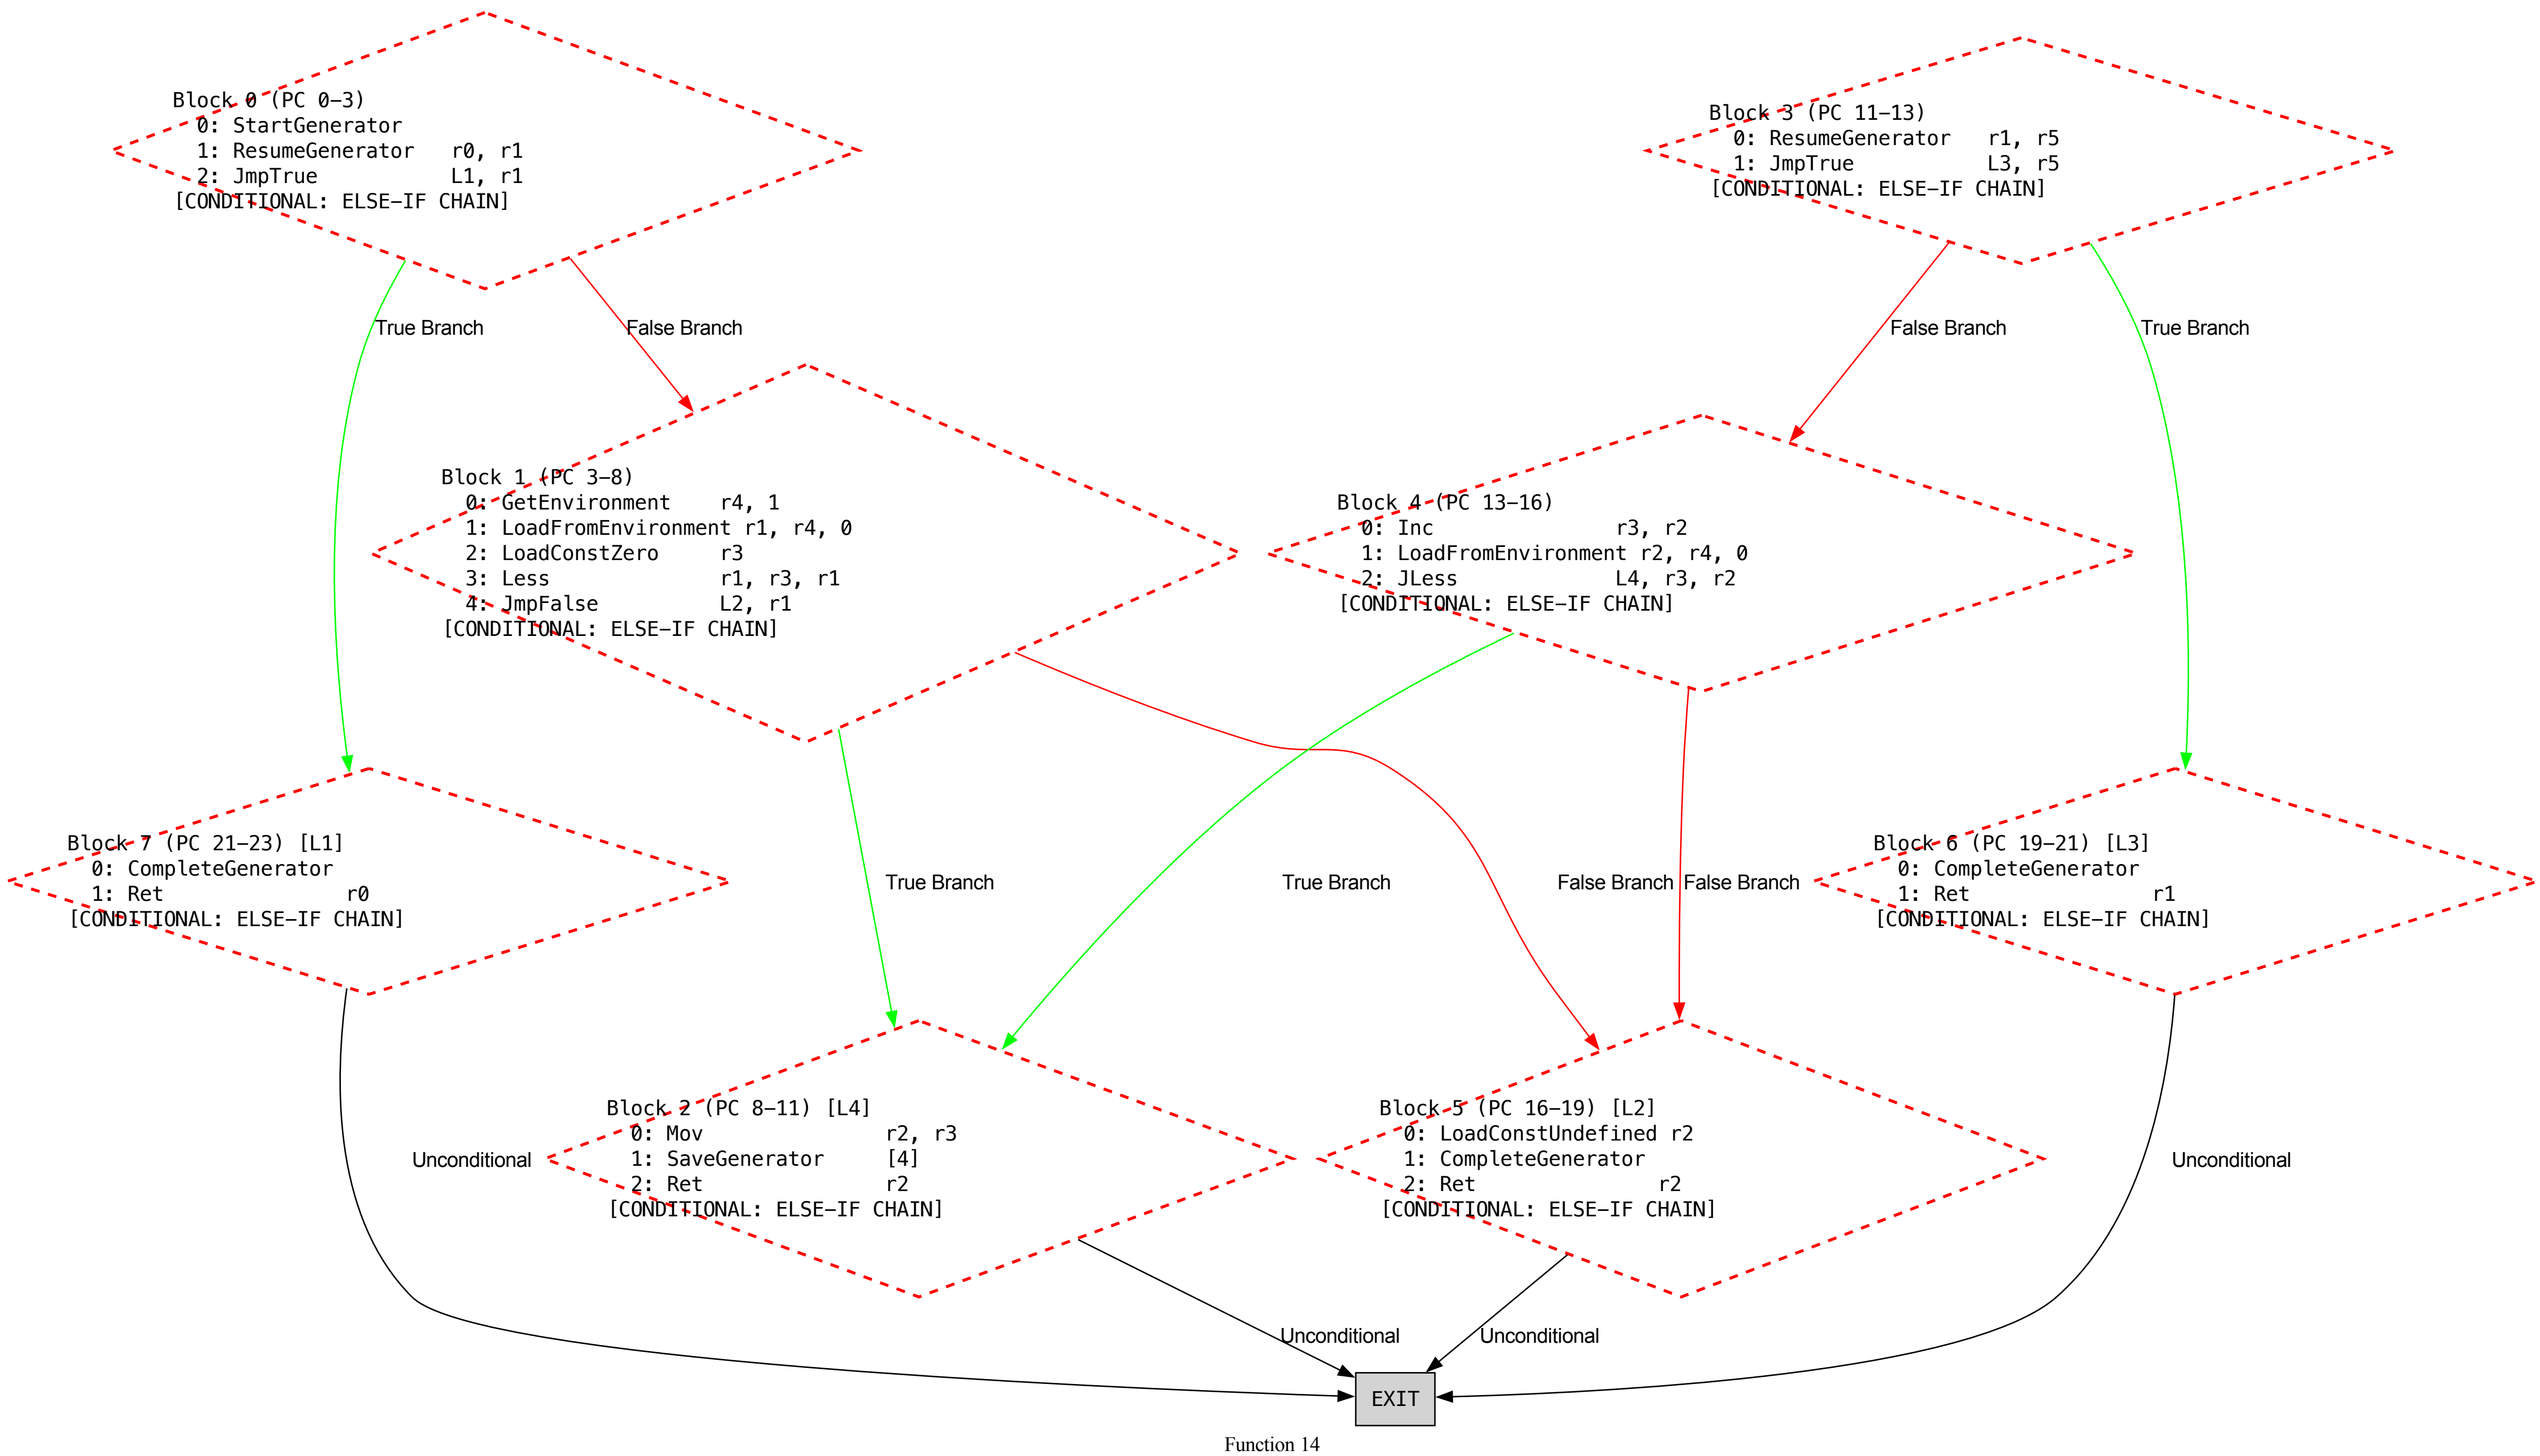 Block 0 (PC 0-3)
0: StartGenerator
1: ResumeGenerator r0, r1
2: JmpTrue L1, r1
[CONDITIONAL: ELSE-IF CHAIN]
Block 3 (PC 11-13)
0: ResumeGenerator r1, r5
1: JmpTrue L3, r5
[CONDITIONAL: ELSE-IF CHAIN]
True Branch
False Branch
False Branch
True Branch
Block 1 (PC 3-8)
0: GetEnvironment r4, 1
1: LoadFromEnvironment r1, r4, 0
2: LoadConstZero r3
3: Less r1, r3, r1
4: JmpFalse L2, r1
[CONDITIONAL: ELSE-IF CHAIN]
Block 4 (PC 13-16)
0: Inc r3, r2
1: LoadFromEnvironment r2, r4, 0
2: JLess L4, r3, r2
[CONDITIONAL: ELSE-IF CHAIN]
Block 7 (PC 21-23) [L1]
0: CompleteGenerator
1: Ret r0
[CONDITIONAL: ELSE-IF CHAIN]
True Branch
True Branch
False Branch
False Branch
Block 6 (PC 19-21) [L3]
0: CompleteGenerator
1: Ret r1
[CONDITIONAL: ELSE-IF CHAIN]
Unconditional
Block 2 (PC 8-11) [L4]
0: Mov r2, r3
1: SaveGenerator [4]
2: Ret r2
[CONDITIONAL: ELSE-IF CHAIN]
Block 5 (PC 16-19) [L2]
0: LoadConstUndefined r2
1: CompleteGenerator
2: Ret r2
[CONDITIONAL: ELSE-IF CHAIN]
Unconditional
Unconditional
Unconditional
EXIT
Function 14